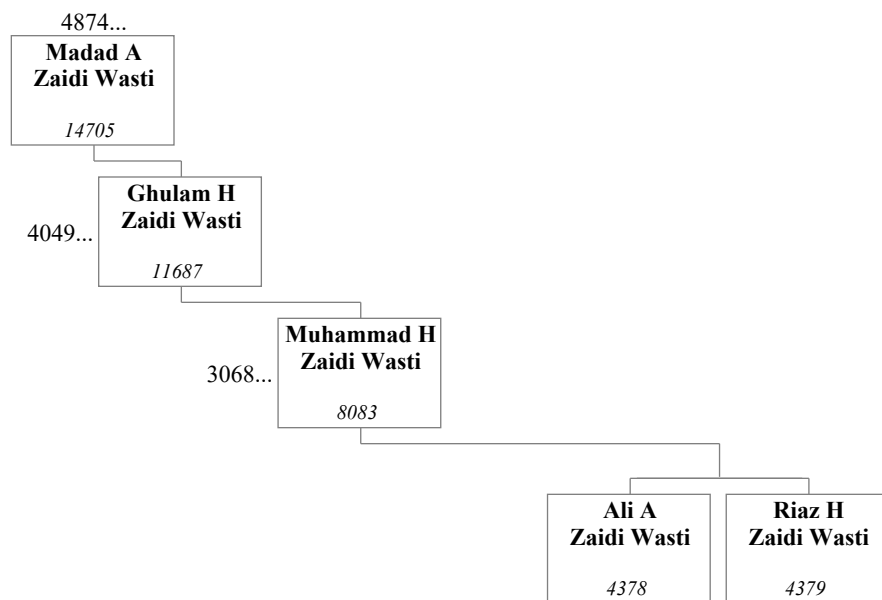 4874...
Madad A
Zaidi Wasti
14705
Ghulam H
Zaidi Wasti
4049...
11687
Muhammad H
Zaidi Wasti
3068...
8083
Ali A
Zaidi Wasti
4378
Riaz H
Zaidi Wasti
4379